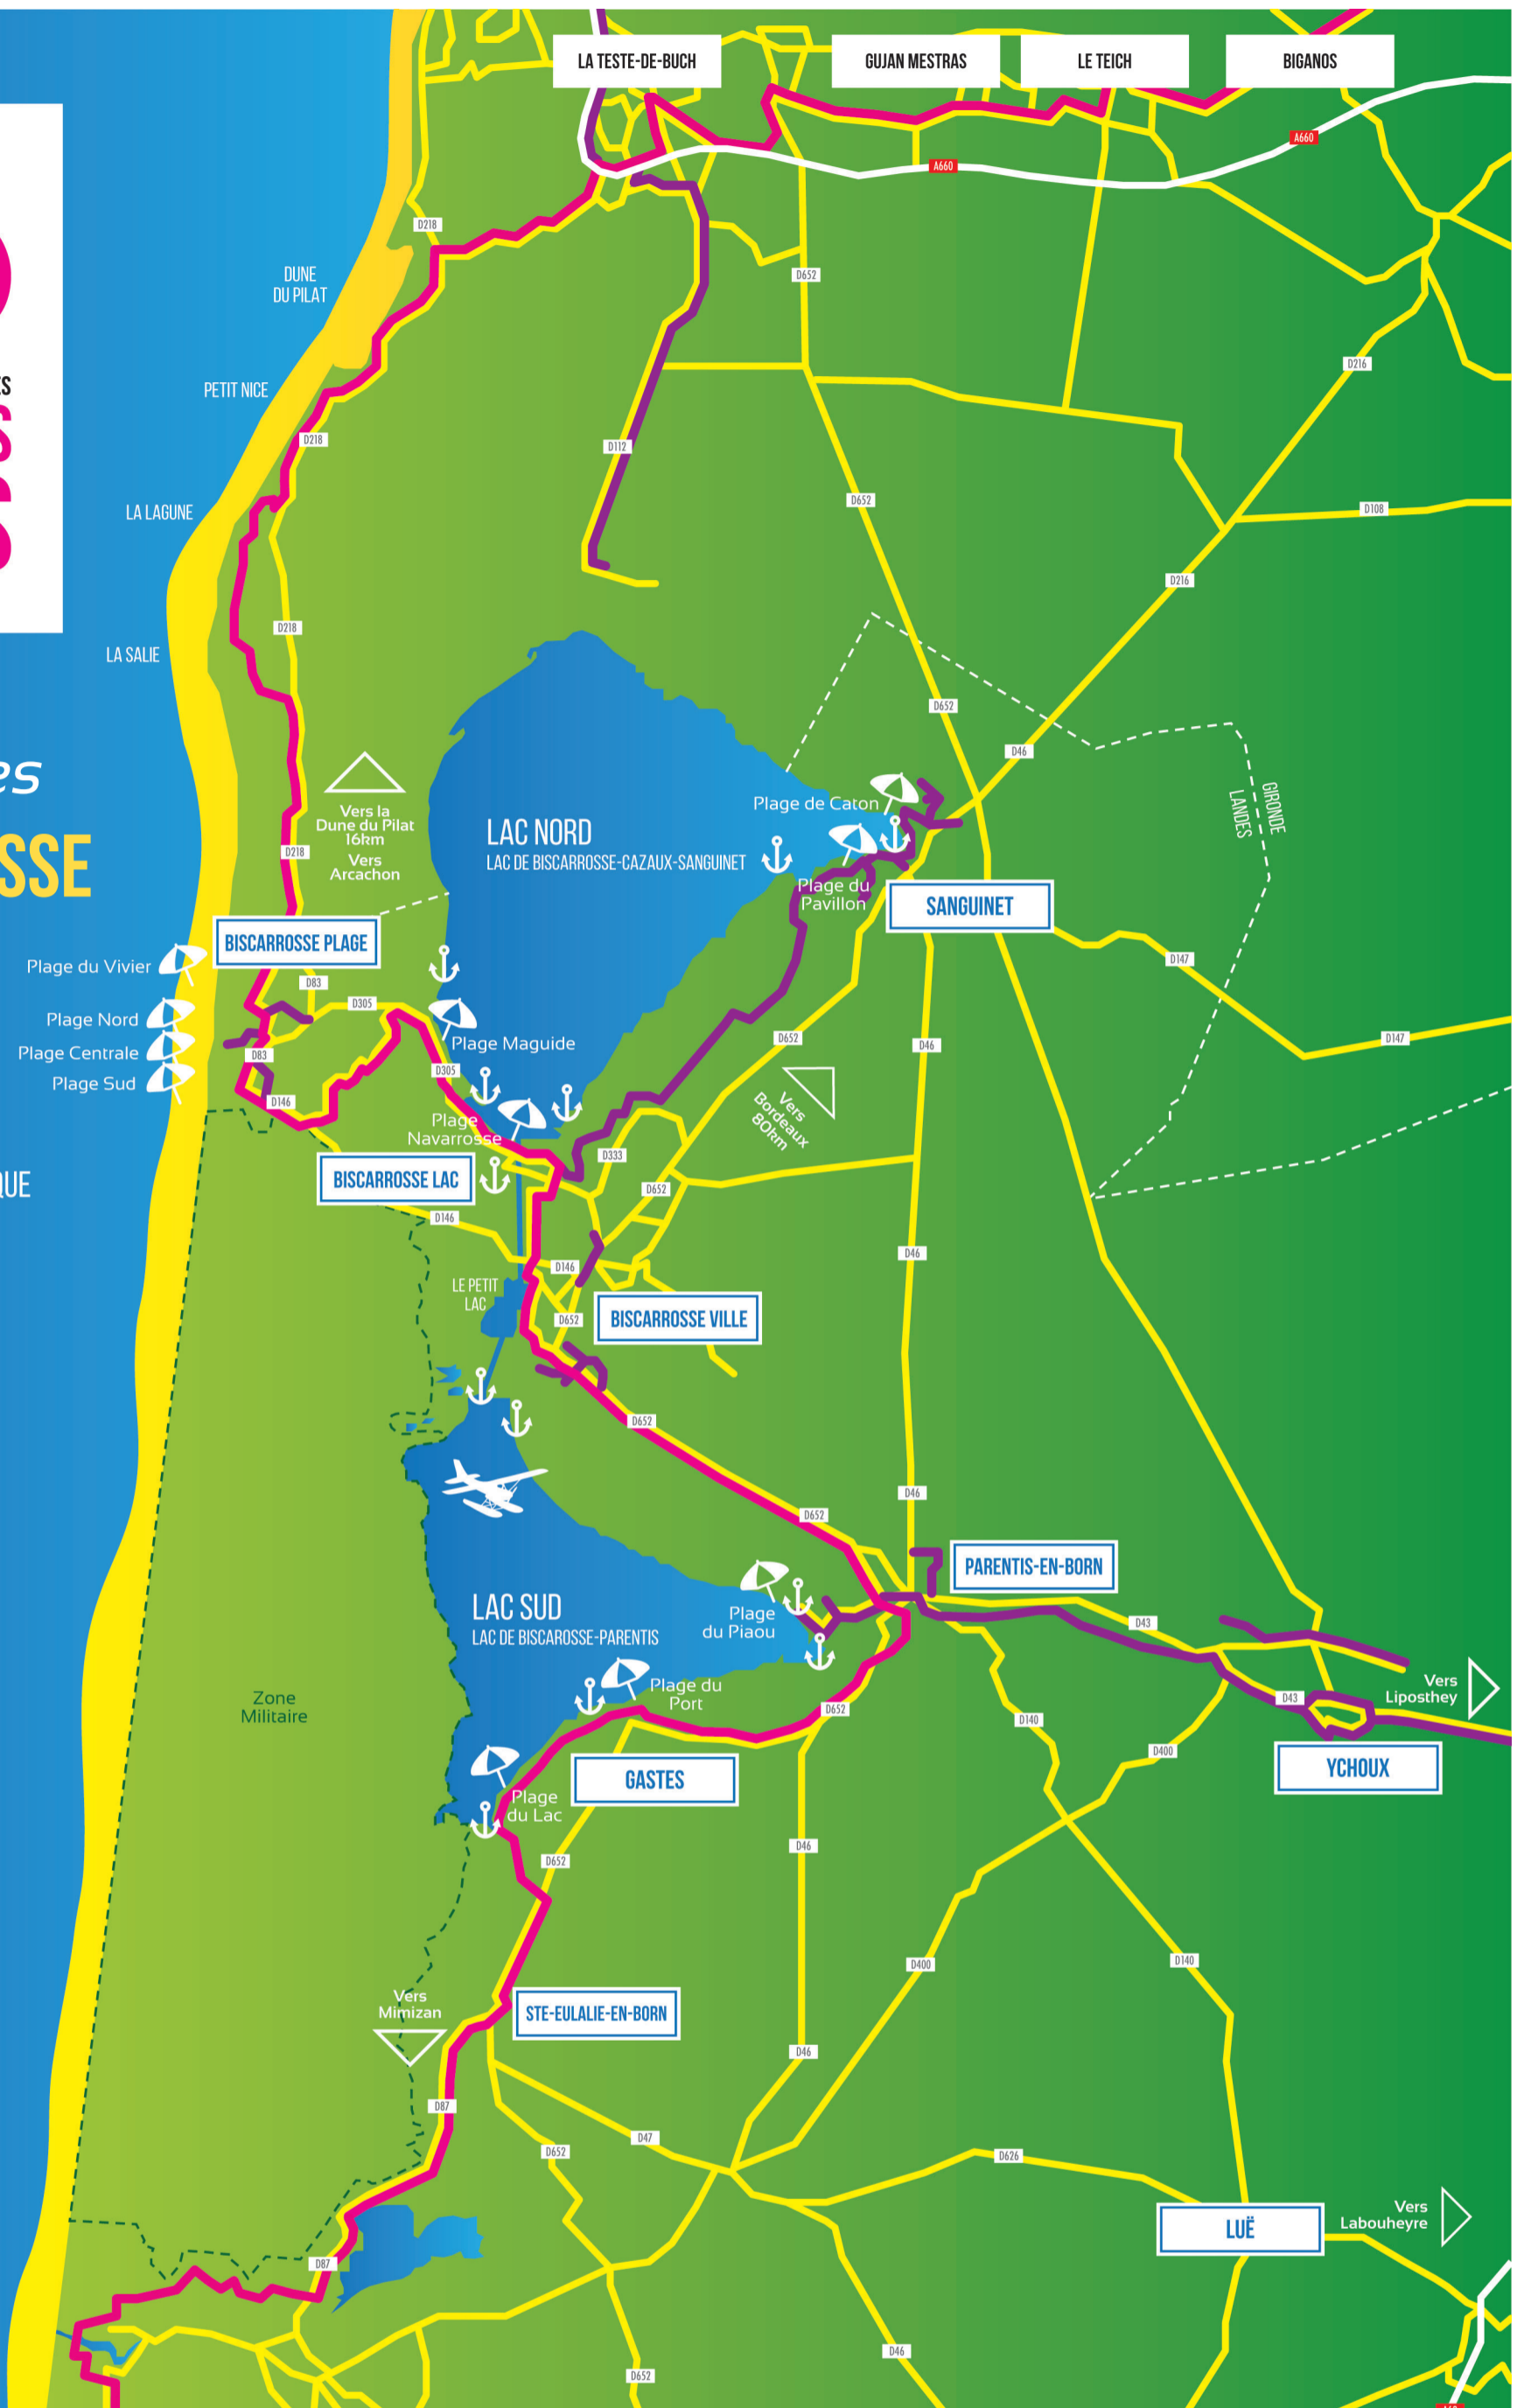 LA TESTE-DE-BUCH
GUJAN MESTRAS
LE TEICH
BIGANOS
A660
A660
D218
DUNE
DU PILAT
D652
D216
ES
PETIT NICE
D218
D112
D652
D108
LA LAGUNE
D216
D218
LA SALIE
D652
D46
es
GIRONDE
LANDES
Plage de Caton
Vers la
Dune du Pilat
16km
Vers
Arcachon
LAC NORD
LAC DE BISCARROSSE-CAZAUX-SANGUINET
SSE
D218
Plage du
Pavillon
SANGUINET
BISCARROSSE PLAGE
Plage du Vivier
D147
D83
D305
Plage Nord
D652
D46
D147
Plage Maguide
Plage Centrale
D83
D305
Plage Sud
D146
Vers
Bordeaux
80km
Plage
Navarrosse
D333
QUE
BISCARROSSE LAC
D652
D146
D46
D146
LE PETIT
LAC
D652
BISCARROSSE VILLE
D652
D46
D652
PARENTIS-EN-BORN
LAC SUD
LAC DE BISCAROSSE-PARENTIS
Plage
du Piaou
D43
Zone
Militaire
Plage du
Port
D652
D140
D43
Vers
Liposthey
D400
GASTES
YCHOUX
Plage
du Lac
D46
D652
D400
D140
Vers
Mimizan
STE-EULALIE-EN-BORN
D46
D87
D47
D652
D626
LUË
Vers
Labouheyre
D87
D46
D652